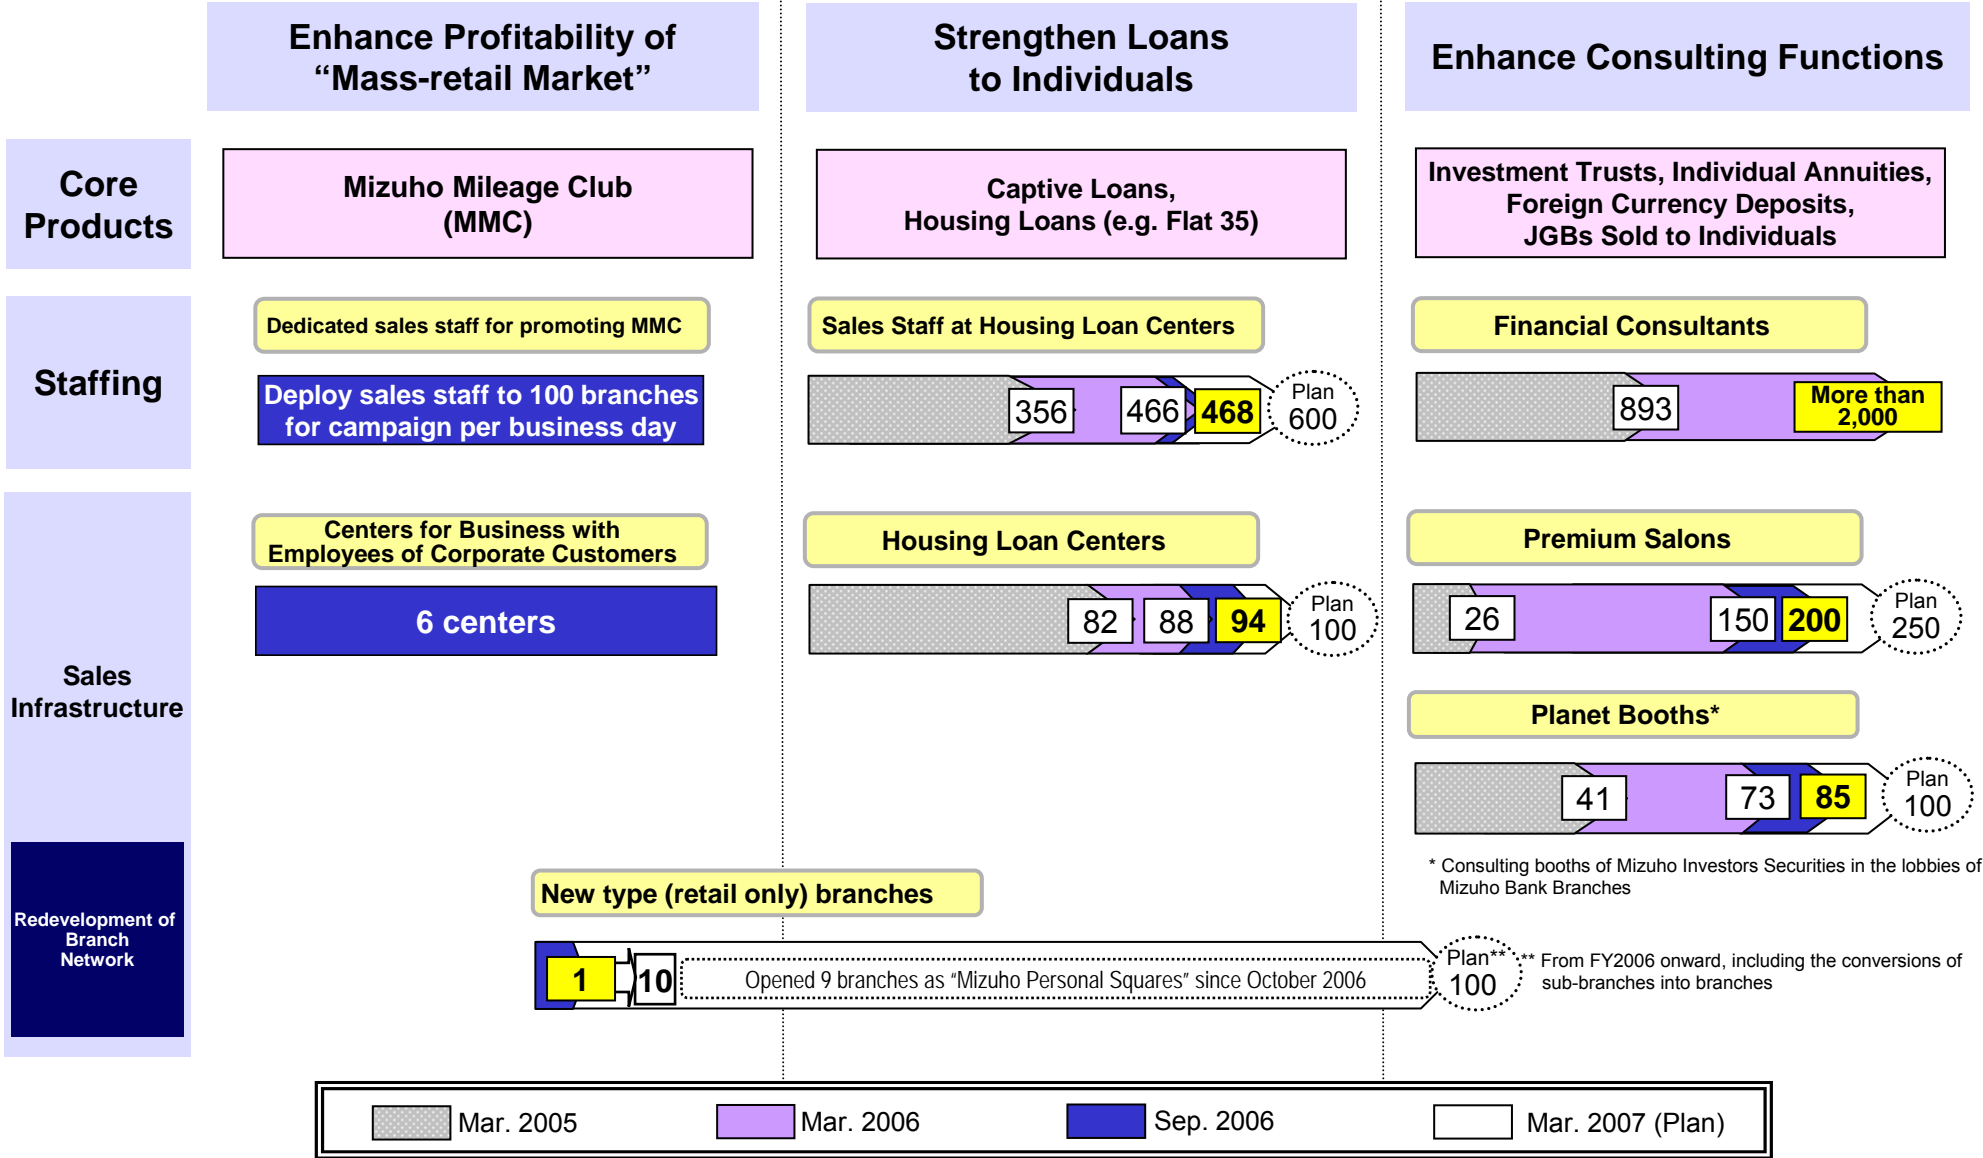 Enhance Profitability of
“Mass-retail Market”
Strengthen Loans
to Individuals
Enhance Consulting Functions
Core
Products
Mizuho Mileage Club
(MMC)
Captive Loans,
Housing Loans (e.g. Flat 35)
Investment Trusts, Individual Annuities,
Foreign Currency Deposits,
JGBs Sold to Individuals
Staffing
Dedicated sales staff for promoting MMC
Deploy sales staff to 100 branches
for campaign per business day
Sales Staff at Housing Loan Centers
356
466
468
Plan
600
Financial Consultants
893
More than
2,000
Sales
Infrastructure
Centers for Business with
Employees of Corporate Customers
6 centers
Housing Loan Centers
82
88
94
Plan
100
Premium Salons
26
150
200
Plan
250
Planet Booths*
41
73
85
Plan
100
* Consulting booths of Mizuho Investors Securities in the lobbies of
Mizuho Bank Branches
Redevelopment of
Branch
Network
New type (retail only) branches
1
10
Opened 9 branches as “Mizuho Personal Squares” since October 2006
Plan**
100
** From FY2006 onward, including the conversions of
sub-branches into branches
Mar. 2005
Mar. 2006
Sep. 2006
Mar. 2007 (Plan)